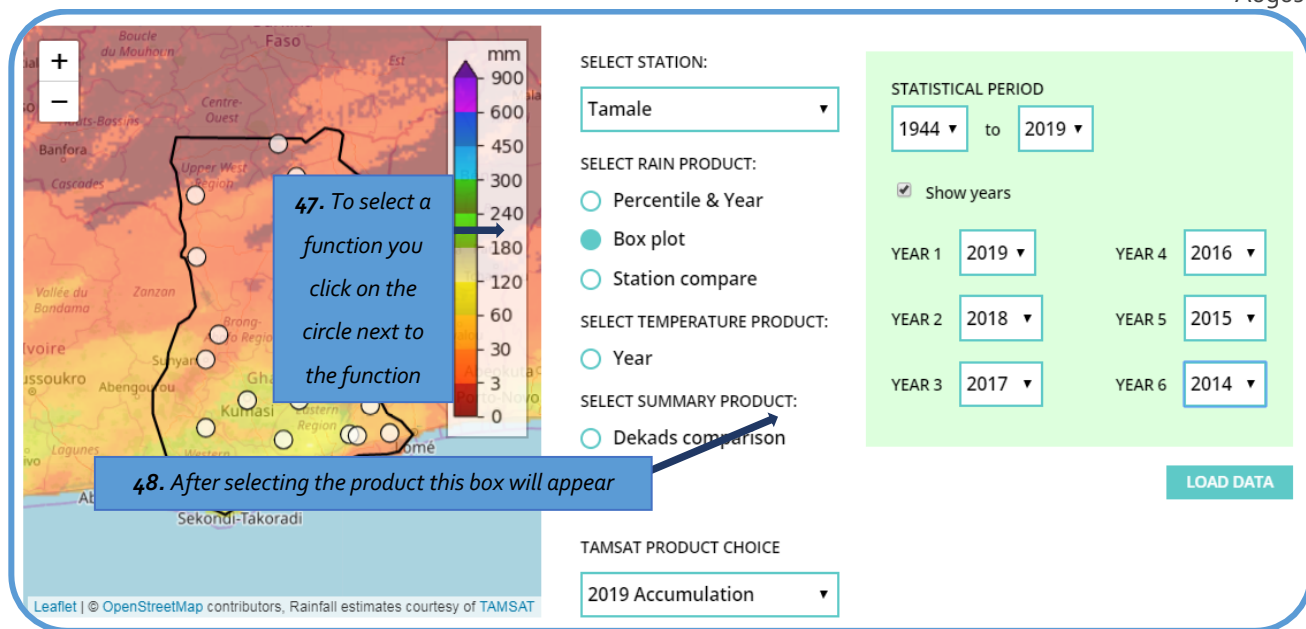 Augus
+
−
Boucle
du Mouhoun
Faso
Est
Centre-
Ouest
Hauts-Bassins
Banfora
Cascades
Upper West
Region
Vallée du
Bandama
Zanzan
Brong-
Ivoire
Sunyan
ussoukro
Abengourou
Gha
Kumasi
Eastern
Region
Lagunes
Western
Lomé
Abeokuta
Porto-Novo
Sekondi-Takoradi
mm
900
600
450
300
240
180
120
60
30
3
0
47. To select a
function you
click on the
circle next to
the function
48. After selecting the product this box will appear
Leaflet | © OpenStreetMap contributors, Rainfall estimates courtesy of TAMSAT
SELECT STATION:
Tamale
SELECT RAIN PRODUCT:
Percentile & Year
Box plot
Station compare
SELECT TEMPERATURE PRODUCT:
Year
SELECT SUMMARY PRODUCT:
Dekads comparison
TAMSAT PRODUCT CHOICE
2019 Accumulation
STATISTICAL PERIOD
1944 to 2019
Show years
YEAR 1 2019 YEAR 4 2016
YEAR 2 2018 YEAR 5 2015
YEAR 3 2017 YEAR 6 2014
LOAD DATA